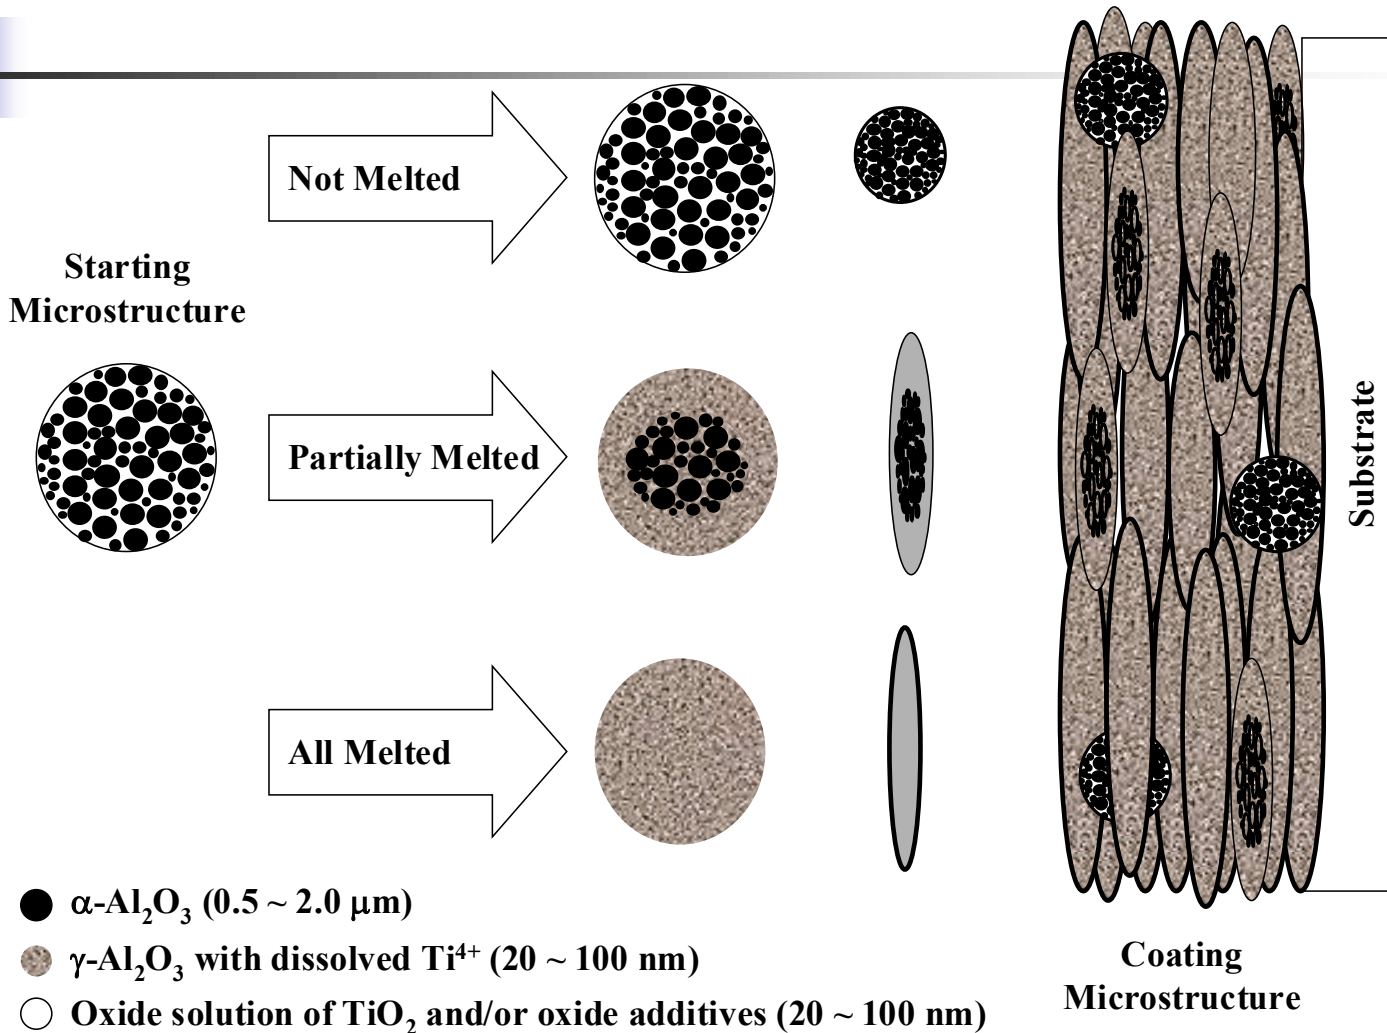 Not Melted
Starting
Microstructure
Partially Melted
Substrate
All Melted
α-Al₂O₃ (0.5 ~ 2.0 μm)
γ-Al₂O₃ with dissolved Ti⁴⁺ (20 ~ 100 nm)
Oxide solution of TiO₂ and/or oxide additives (20 ~ 100 nm)
Coating
Microstructure